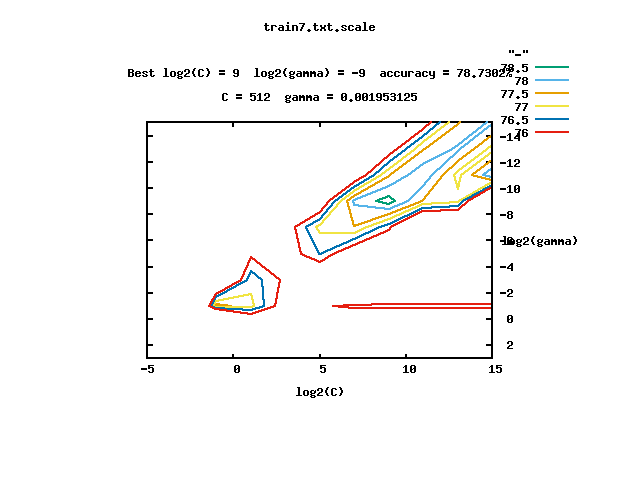 train7.txt.scale
"-"
Best log2(C) = 9 log2(gamma) = -9 accuracy = 78.7302%
78.5
78
77.5
77
76.5
76
C = 512 gamma = 0.001953125
-14
-12
-10
-8
-6
log2(gamma)
-4
-2
0
2
-5 0 5 10 15
log2(C)